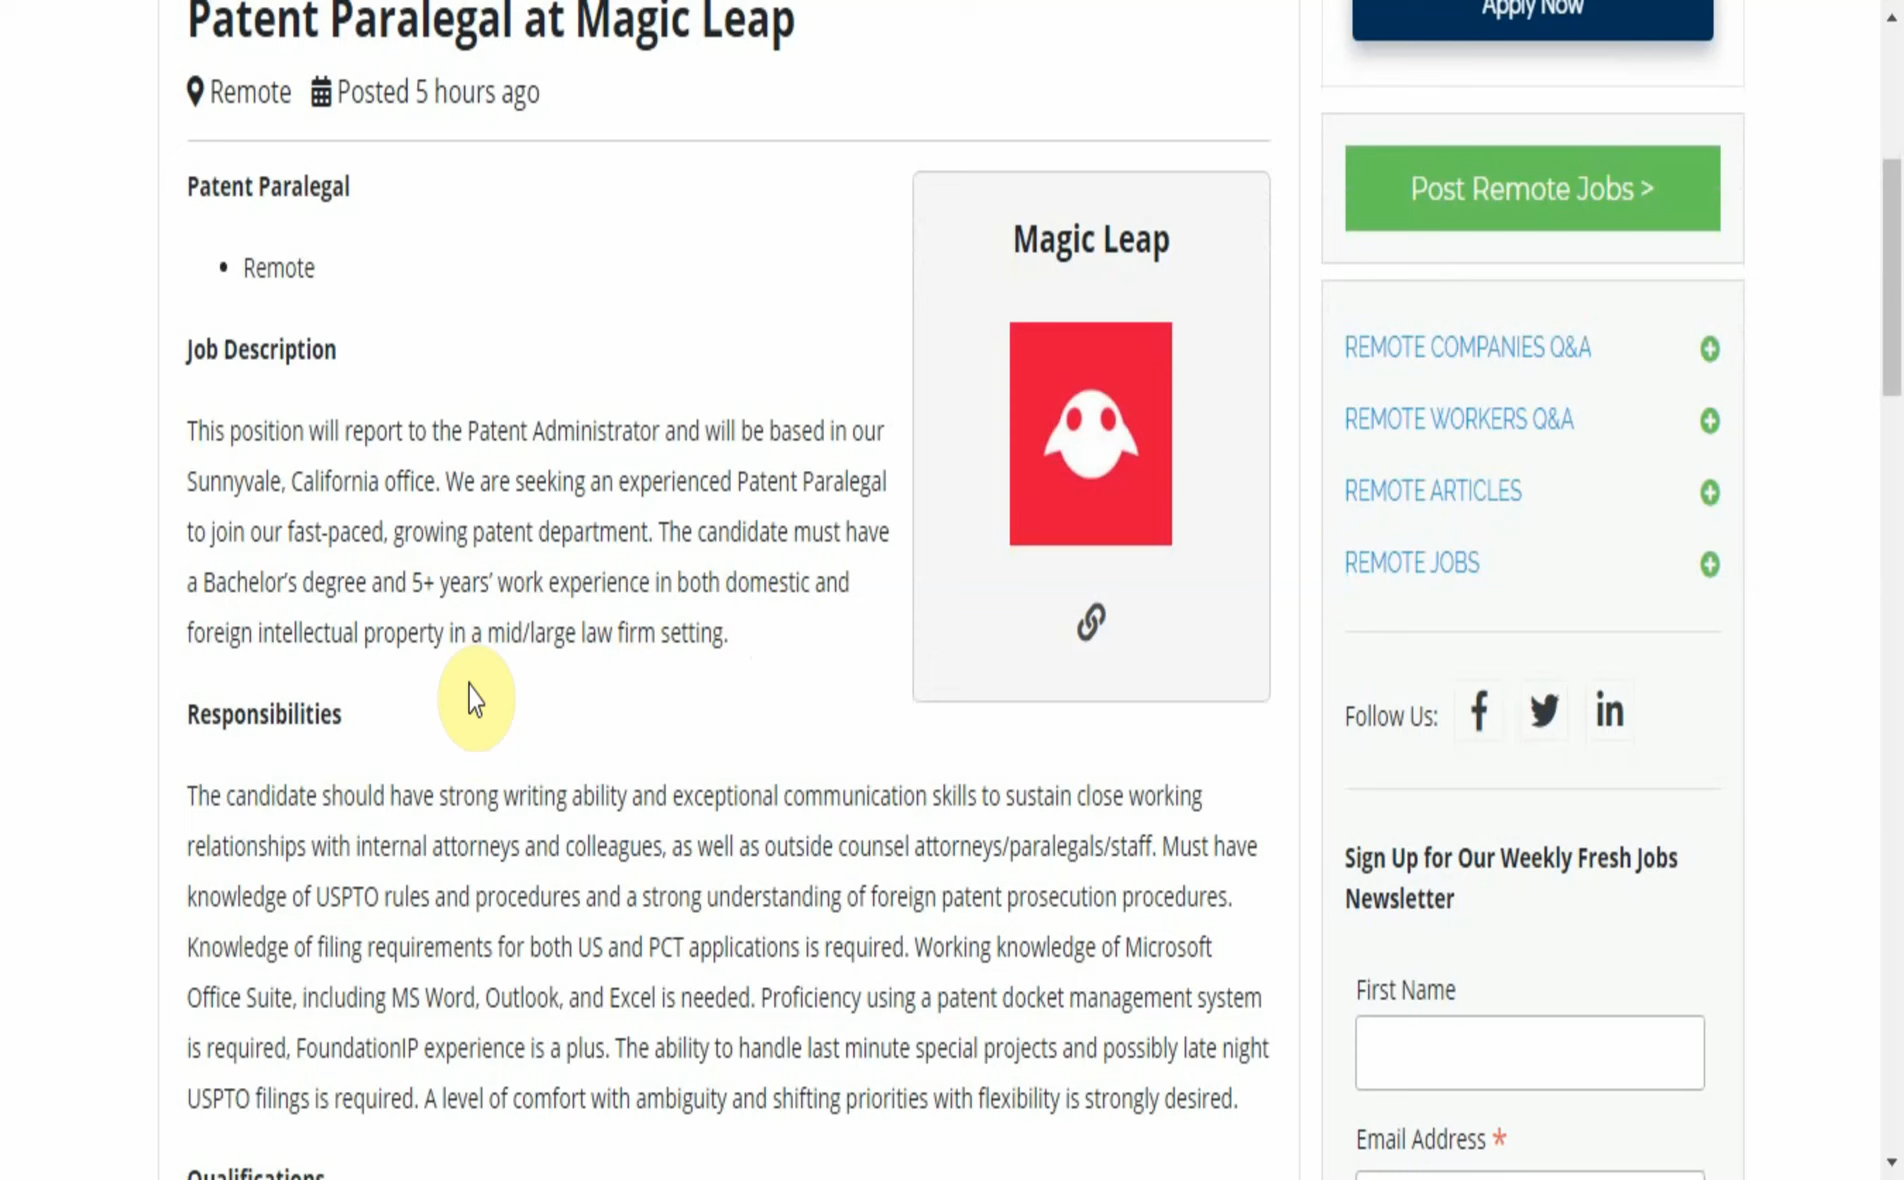 Patent Paralegal at Magic Leap
Remote Posted 5 hours ago
Patent Paralegal
• Remote
Job Description
This position will report to the Patent Administrator and will be based in our
Sunnyvale, California office. We are seeking an experienced Patent Paralegal
to join our fast-paced, growing patent department. The candidate must have
a Bachelor’s degree and 5+ years’ work experience in both domestic and
foreign intellectual property in a mid/large law firm setting.
Magic Leap
Responsibilities
The candidate should have strong writing ability and exceptional communication skills to sustain close working
relationships with internal attorneys and colleagues, as well as outside counsel attorneys/paralegals/staff. Must have
knowledge of USPTO rules and procedures and a strong understanding of foreign patent prosecution procedures.
Knowledge of filing requirements for both US and PCT applications is required. Working knowledge of Microsoft
Office Suite, including MS Word, Outlook, and Excel is needed. Proficiency using a patent docket management system
is required, FoundationIP experience is a plus. The ability to handle last minute special projects and possibly late night
USPTO filings is required. A level of comfort with ambiguity and shifting priorities with flexibility is strongly desired.
Qualifications
Apply Now
Post Remote Jobs >
REMOTE COMPANIES Q&A
REMOTE WORKERS Q&A
REMOTE ARTICLES
REMOTE JOBS
Follow Us:
Sign Up for Our Weekly Fresh Jobs
Newsletter
First Name
Email Address *